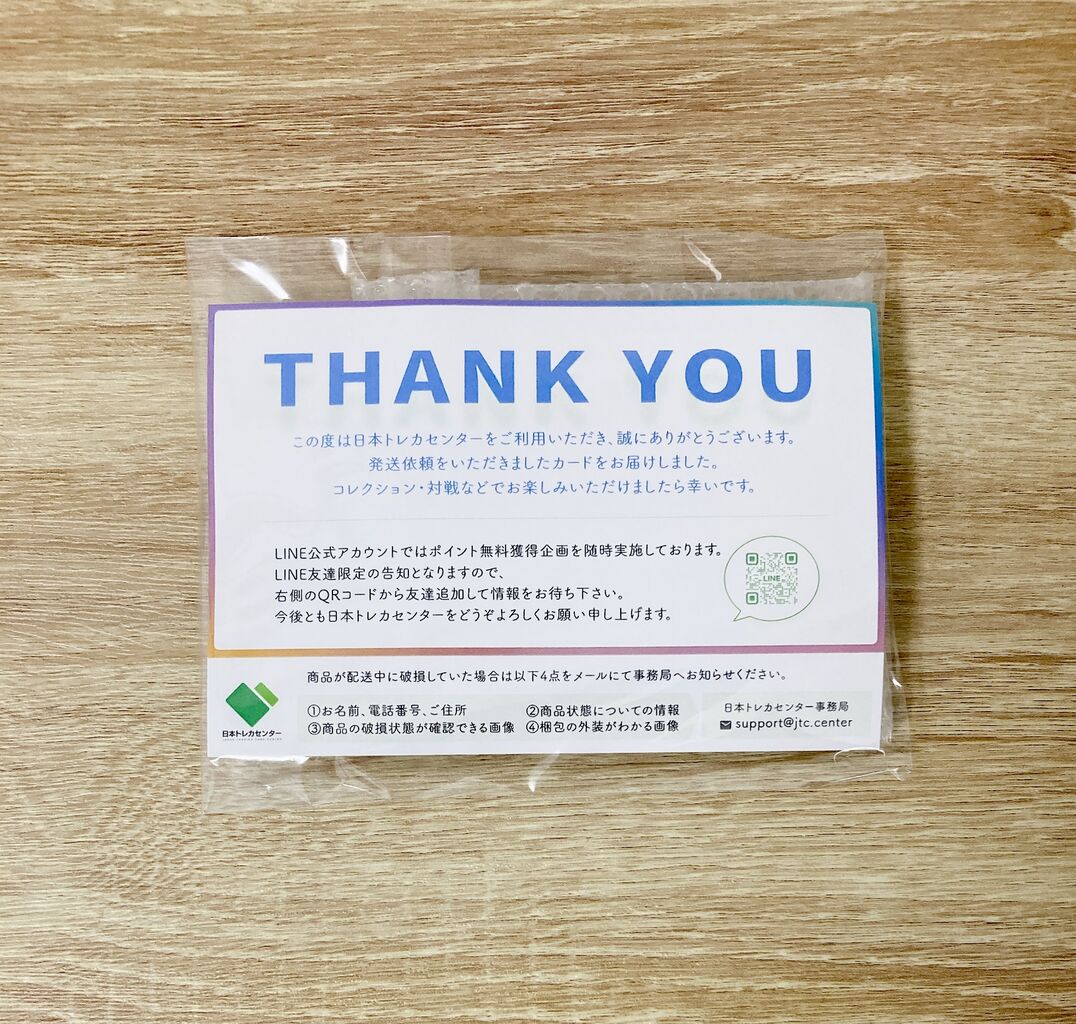 THANK YOU
この度は日本トレカセンターをご利用いただき、誠にありがとうございます。
発送依頼をいただきましたカードをお届けしました。
コレクション・対戦などでお楽しみいただけましたら幸いです。
LINE公式アカウントではポイント無料獲得企画を随時実施しております。
LINE友達限定の告知となりますので、
右側のQRコードから友達追加して情報をお待ち下さい。
今後とも日本トレカセンターをどうぞよろしくお願い申し上げます。
LINE
商品が配送中に破損していた場合は以下4点をメールにて事務局へお知らせください。
①お名前、電話番号、ご住所 ②商品状態についての情報
③商品の破損状態が確認できる画像 ④梱包の外装がわかる画像
日本トレカセンター事務局
support@jtc.center
日本トレカセンター